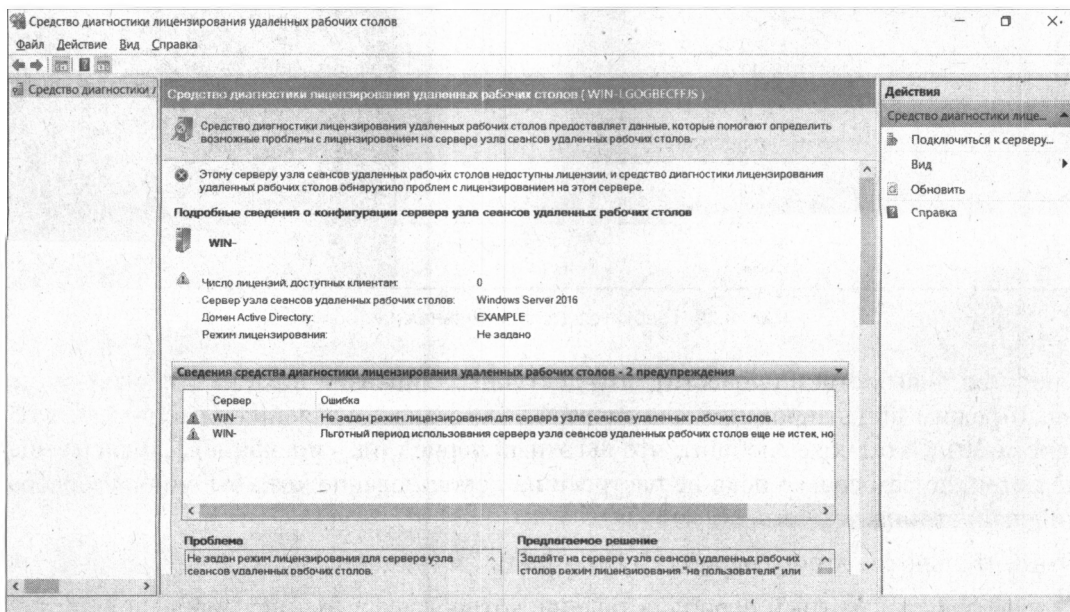 Средство диагностики лицензирования удаленных рабочих столов
Файл Действие Вид Справка
Средство диагностики л
Средство диагностики лицензирования удаленных рабочих столов ( WIN-LGOGBECFFJS )
Средство диагностики лицензирования удаленных рабочих столов предоставляет данные, которые помогают определить
возможные проблемы с лицензированием на сервере узла сеансов удаленных рабочих столов.
Этому серверу узла сеансов удаленных рабочих столов недоступны лицензии, и средство диагностики лицензирования
удаленных рабочих столов обнаружило проблем с лицензированием на этом сервере.
Подробные сведения о конфигурации сервера узла сеансов удаленных рабочих столов
WIN-
Число лицензий, доступных клиентам: 0
Сервер узла сеансов удаленных рабочих столов: Windows Server 2016
Домен Active Directory: EXAMPLE
Режим лицензирования: Не задано
Сведения средства диагностики лицензирования удаленных рабочих столов - 2 предупреждения
Сервер Ошибка
WIN- Не задан режим лицензирования для сервера узла сеансов удаленных рабочих столов.
WIN- Льготный период использования сервера узла сеансов удаленных рабочих столов еще не истек, но
Проблема
Не задан режим лицензирования для сервера узла
сеансов удаленных рабочих столов.
Предлагаемое решение
Задайте на сервере узла сеансов удаленных рабочих
столов режим лицензирования "на пользователя" или
Действия
Средство диагностики лице...
Подключиться к серверу...
Вид
Обновить
Справка